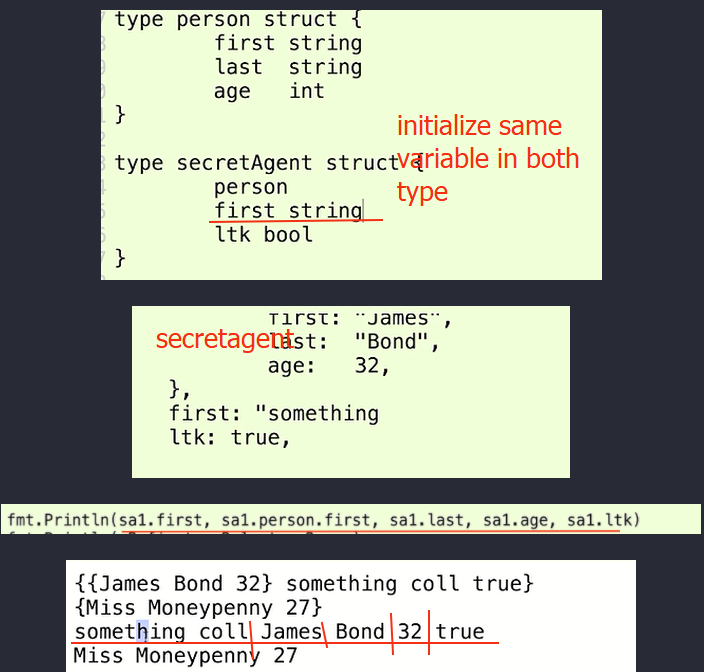 type person struct {
first string
last string
age int
}
initialize same
variable in both
type
type secretAgent struct {
person
first string
ltk bool
}
first: "James",
secretagent
last: "Bond",
age: 32,
},
first: "something
ltk: true,
fmt.Println(sa1.first, sa1.person.first, sa1.last, sa1.age, sa1.ltk)
{{James Bond 32} something coll true}
{Miss Moneypenny 27}
something coll James Bond 32 true
Miss Moneypenny 27